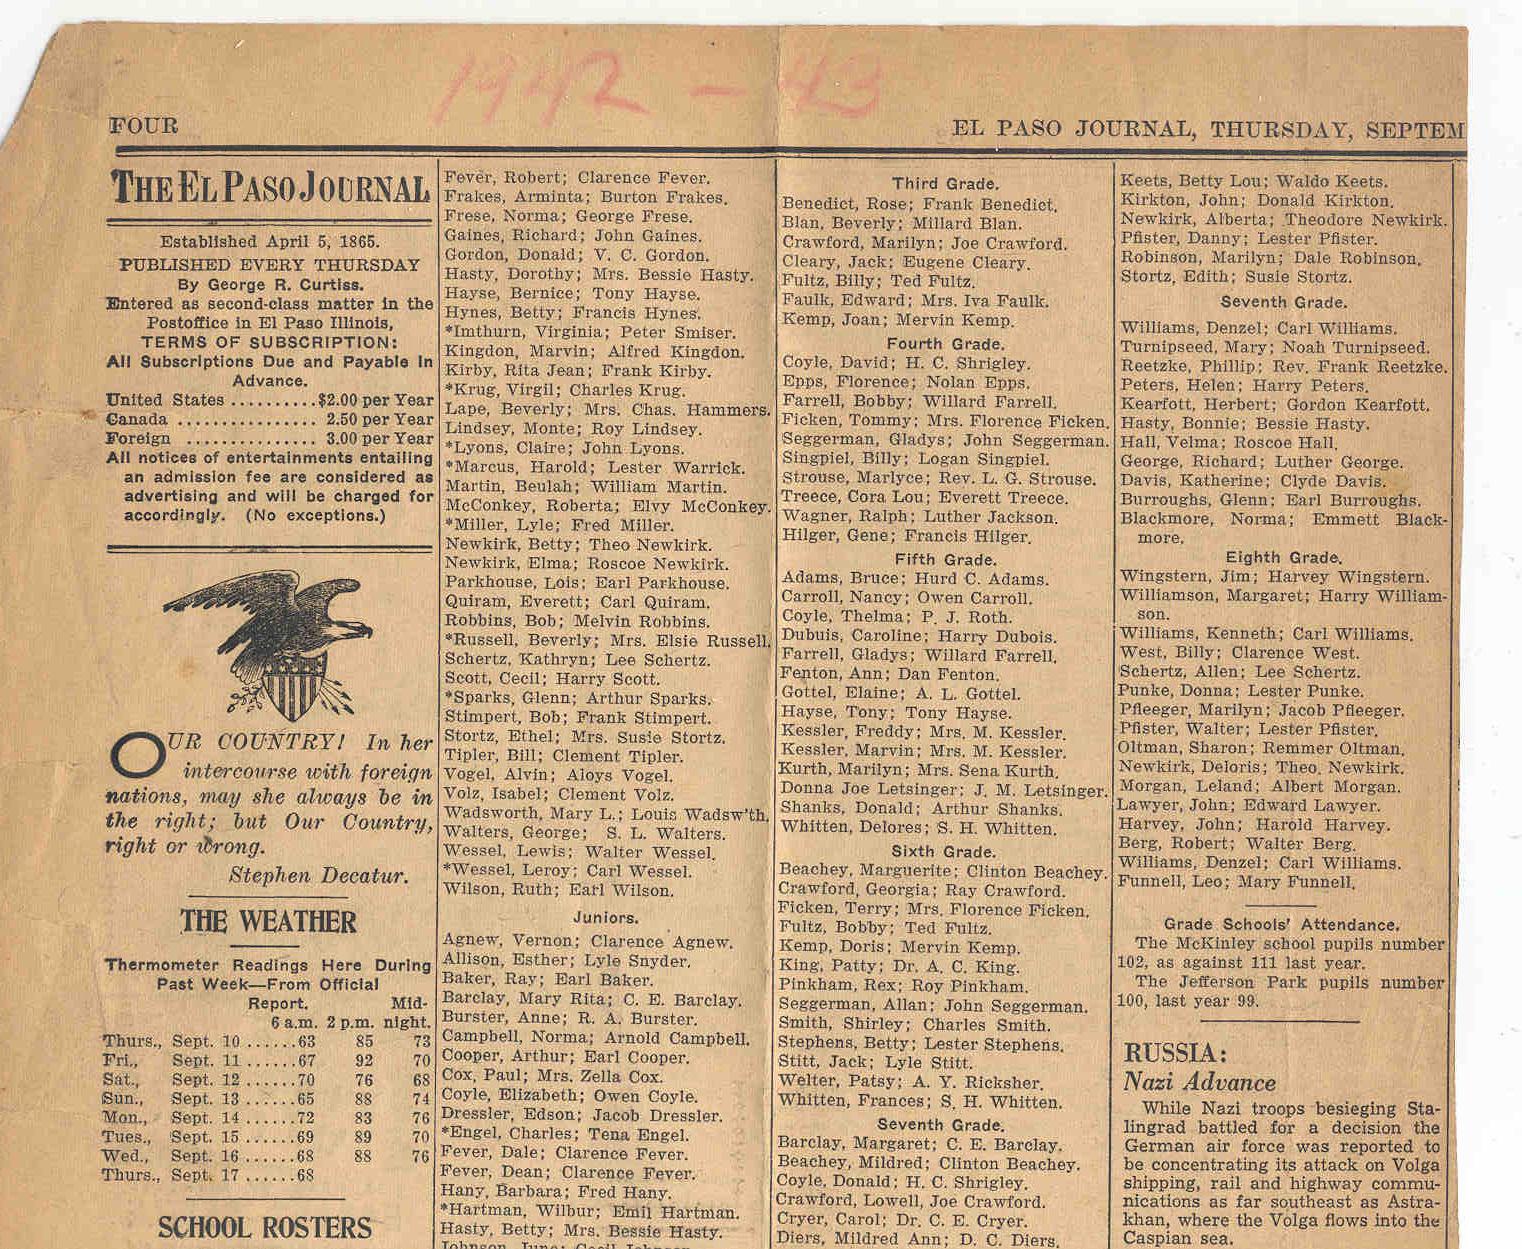 1942 - 43
FOUR
EL PASO JOURNAL, THURSDAY, SEPTEM
THE EL PASO JOURNAL
Established April 5, 1865.
PUBLISHED EVERY THURSDAY
By George R. Curtiss.
Entered as second-class matter in the
Postoffice in El Paso Illinois,
TERMS OF SUBSCRIPTION:
All Subscriptions Due and Payable in
Advance.
United States ..........$2.00 per Year
Canada ................ 2.50 per Year
Foreign ............... 3.00 per Year
All notices of entertainments entailing
an admission fee are considered as
advertising and will be charged for
accordingly. (No exceptions.)
OUR COUNTRY! In her
intercourse with foreign
nations, may she always be in
the right; but Our Country,
right or wrong.
Stephen Decatur.
THE WEATHER
Thermometer Readings Here During
Past Week—From Official
Report. Mid-
6 a.m. 2 p.m. night.
Thurs., Sept. 10 ......63 85 73
Fri., Sept. 11 ......67 92 70
Sat., Sept. 12 ......70 76 68
Sun., Sept. 13 ......65 88 74
Mon., Sept. 14 ......72 83 76
Tues., Sept. 15 ......69 89 70
Wed., Sept. 16 ......68 88 76
Thurs., Sept. 17 ......68
SCHOOL ROSTERS
Fever, Robert; Clarence Fever.
Frakes, Arminta; Burton Frakes.
Frese, Norma; George Frese.
Gaines, Richard; John Gaines.
Gordon, Donald; V. C. Gordon.
Hasty, Dorothy; Mrs. Bessie Hasty.
Hayse, Bernice; Tony Hayse.
Hynes, Betty; Francis Hynes.
*Imthurn, Virginia; Peter Smiser.
Kingdon, Marvin; Alfred Kingdon.
Kirby, Rita Jean; Frank Kirby.
*Krug, Virgil; Charles Krug.
Lape, Beverly; Mrs. Chas. Hammers.
Lindsey, Monte; Roy Lindsey.
*Lyons, Claire; John Lyons.
*Marcus, Harold; Lester Warrick.
Martin, Beulah; William Martin.
McConkey, Roberta; Elvy McConkey.
*Miller, Lyle; Fred Miller.
Newkirk, Betty; Theo Newkirk.
Newkirk, Elma; Roscoe Newkirk.
Parkhouse, Lois; Earl Parkhouse.
Quiram, Everett; Carl Quiram.
Robbins, Bob; Melvin Robbins.
*Russell, Beverly; Mrs. Elsie Russell.
Schertz, Kathryn; Lee Schertz.
Scott, Cecil; Harry Scott.
*Sparks, Glenn; Arthur Sparks.
Stimpert, Bob; Frank Stimpert.
Stortz, Ethel; Mrs. Susie Stortz.
Tipler, Bill; Clement Tipler.
Vogel, Alvin; Aloys Vogel.
Volz, Isabel; Clement Volz.
Wadsworth, Mary L.; Louis Wadsw'th.
Walters, George; S. L. Walters.
Wessel, Lewis; Walter Wessel.
*Wessel, Leroy; Carl Wessel.
Wilson, Ruth; Earl Wilson.
Juniors.
Agnew, Vernon; Clarence Agnew.
Allison, Esther; Lyle Snyder.
Baker, Ray; Earl Baker.
Barclay, Mary Rita; C. E. Barclay.
Burster, Anne; R. A. Burster.
Campbell, Norma; Arnold Campbell.
Cooper, Arthur; Earl Cooper.
Cox, Paul; Mrs. Zella Cox.
Coyle, Elizabeth; Owen Coyle.
Dressler, Edson; Jacob Dressler.
*Engel, Charles; Tena Engel.
Fever, Dale; Clarence Fever.
Fever, Dean; Clarence Fever.
Hany, Barbara; Fred Hany.
*Hartman, Wilbur; Emil Hartman.
Hasty, Betty; Mrs. Bessie Hasty.
Johnson, June; Cecil Johnson.
Third Grade.
Benedict, Rose; Frank Benedict.
Blan, Beverly; Millard Blan.
Crawford, Marilyn; Joe Crawford.
Cleary, Jack; Eugene Cleary.
Fultz, Billy; Ted Fultz.
Faulk, Edward; Mrs. Iva Faulk.
Kemp, Joan; Mervin Kemp.
Fourth Grade.
Coyle, David; H. C. Shrigley.
Epps, Florence; Nolan Epps.
Farrell, Bobby; Willard Farrell.
Ficken, Tommy; Mrs. Florence Ficken.
Seggerman, Gladys; John Seggerman.
Singpiel, Billy; Logan Singpiel.
Strouse, Marlyce; Rev. L. G. Strouse.
Treece, Cora Lou; Everett Treece.
Wagner, Ralph; Luther Jackson.
Hilger, Gene; Francis Hilger.
Fifth Grade.
Adams, Bruce; Hurd C. Adams.
Carroll, Nancy; Owen Carroll.
Coyle, Thelma; P. J. Roth.
Dubuis, Caroline; Harry Dubois.
Farrell, Gladys; Willard Farrell.
Fenton, Ann; Dan Fenton.
Gottel, Elaine; A. L. Gottel.
Hayse, Tony; Tony Hayse.
Kessler, Freddy; Mrs. M. Kessler.
Kessler, Marvin; Mrs. M. Kessler.
Kurth, Marilyn; Mrs. Sena Kurth.
Donna Joe Letsinger; J. M. Letsinger.
Shanks, Donald; Arthur Shanks.
Whitten, Delores; S. H. Whitten.
Sixth Grade.
Beachey, Marguerite; Clinton Beachey.
Crawford, Georgia; Ray Crawford.
Ficken, Terry; Mrs. Florence Ficken.
Fultz, Bobby; Ted Fultz.
Kemp, Doris; Mervin Kemp.
King, Patty; Dr. A. C. King.
Pinkham, Rex; Roy Pinkham.
Seggerman, Allan; John Seggerman.
Smith, Shirley; Charles Smith.
Stephens, Betty; Lester Stephens.
Stitt, Jack; Lyle Stitt.
Welter, Patsy; A. Y. Ricksher.
Whitten, Frances; S. H. Whitten.
Seventh Grade.
Barclay, Margaret; C. E. Barclay.
Beachey, Mildred; Clinton Beachey.
Coyle, Donald; H. C. Shrigley.
Crawford, Lowell, Joe Crawford.
Cryer, Carol; Dr. C. E. Cryer.
Diers, Mildred Ann; D. C. Diers.
Keets, Betty Lou; Waldo Keets.
Kirkton, John; Donald Kirkton.
Newkirk, Alberta; Theodore Newkirk.
Pfister, Danny; Lester Pfister.
Robinson, Marilyn; Dale Robinson.
Stortz, Edith; Susie Stortz.
Seventh Grade.
Williams, Denzel; Carl Williams.
Turnipseed, Mary; Noah Turnipseed.
Reetzke, Phillip; Rev. Frank Reetzke.
Peters, Helen; Harry Peters.
Kearfott, Herbert; Gordon Kearfott.
Hasty, Bonnie; Bessie Hasty.
Hall, Velma; Roscoe Hall.
George, Richard; Luther George.
Davis, Katherine; Clyde Davis.
Burroughs, Glenn; Earl Burroughs.
Blackmore, Norma; Emmett Black-
more.
Eighth Grade.
Wingstern, Jim; Harvey Wingstern.
Williamson, Margaret; Harry William-
son.
Williams, Kenneth; Carl Williams.
West, Billy; Clarence West.
Schertz, Allen; Lee Schertz.
Punke, Donna; Lester Punke.
Pfleeger, Marilyn; Jacob Pfleeger.
Pfister, Walter; Lester Pfister.
Oltman, Sharon; Remmer Oltman.
Newkirk, Deloris; Theo. Newkirk.
Morgan, Leland; Albert Morgan.
Lawyer, John; Edward Lawyer.
Harvey, John; Harold Harvey.
Berg, Robert; Walter Berg.
Williams, Denzel; Carl Williams.
Funnell, Leo; Mary Funnell.
Grade Schools' Attendance.
The McKinley school pupils number
102, as against 111 last year.
The Jefferson Park pupils number
100, last year 99.
RUSSIA:
Nazi Advance
While Nazi troops besieging Sta-
lingrad battled for a decision the
German air force was reported to
be concentrating its attack on Volga
shipping, rail and highway commu-
nications as far southeast as Astra-
khan, where the Volga flows into the
Caspian sea.